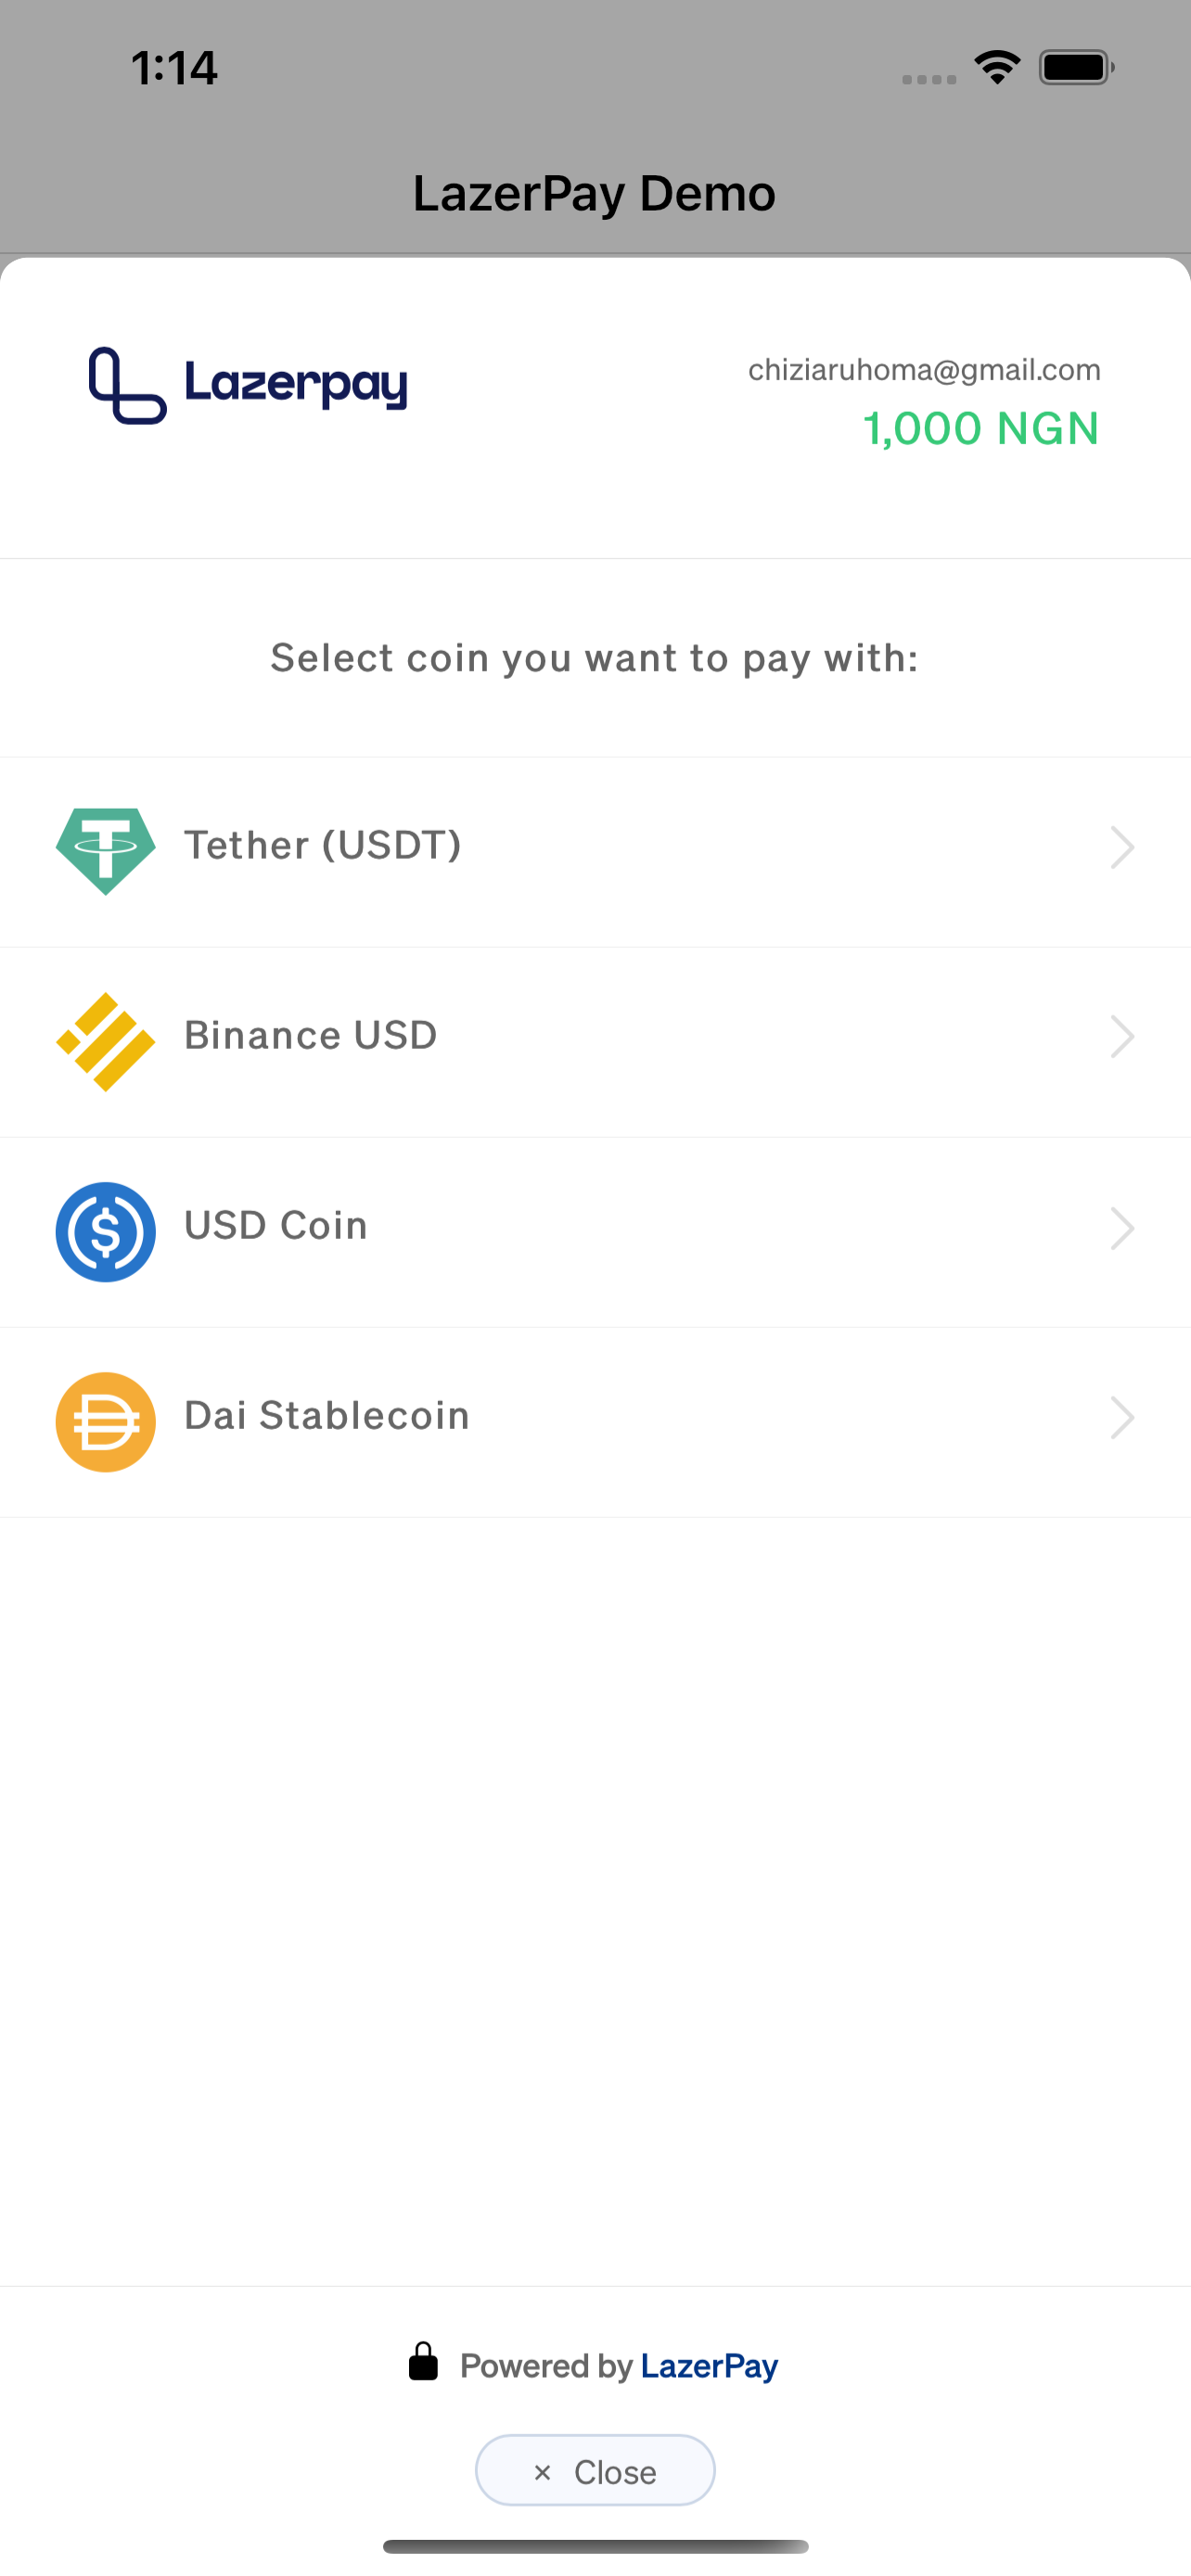 1:14
LazerPay Demo
Lazerpay
chiziaruhoma@gmail.com
1,000 NGN
Select coin you want to pay with:
Tether (USDT)
Binance USD
USD Coin
Dai Stablecoin
Powered by LazerPay
× Close